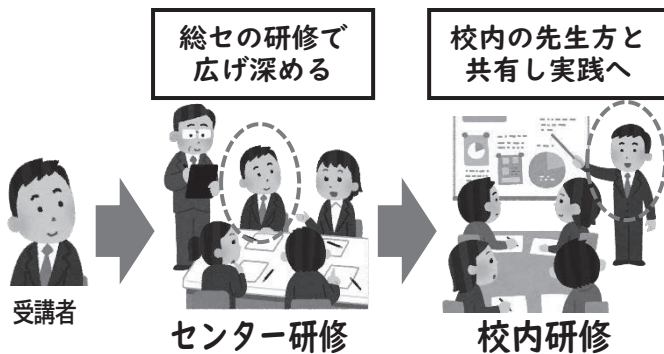 総セの研修で
広げ深める
校内の先生方と
共有し実践へ
受講者
センター研修
校内研修